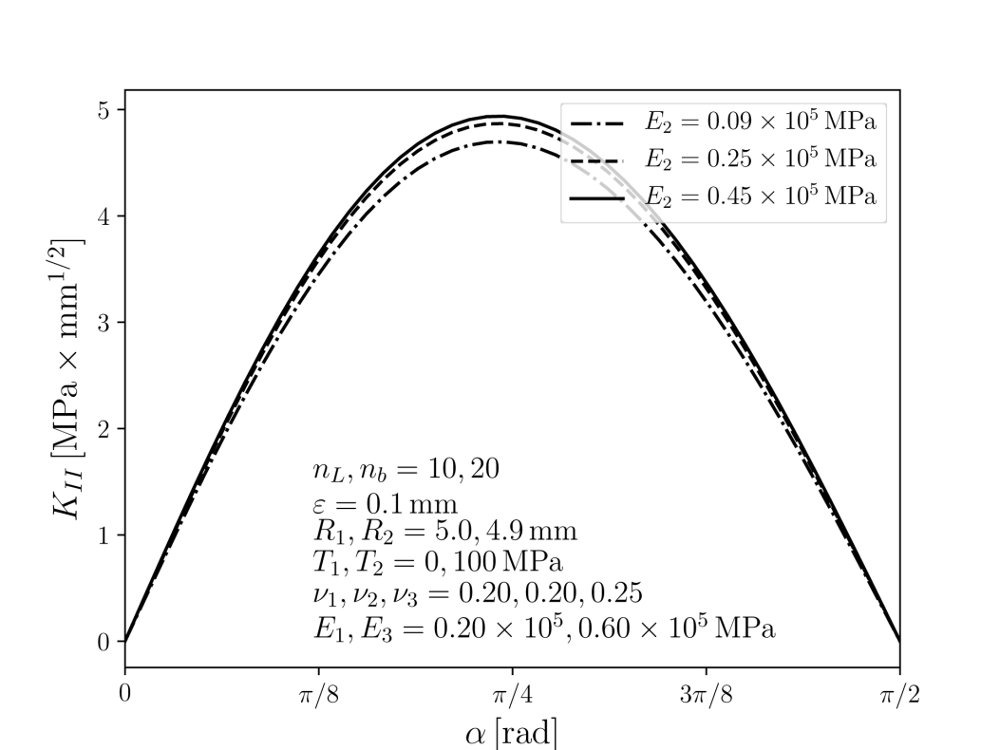 5
4
3
2
1
0
K_{II} [MPa × mm^{1/2}]
E_2 = 0.09 × 10^5 MPa
E_2 = 0.25 × 10^5 MPa
E_2 = 0.45 × 10^5 MPa
n_L, n_b = 10, 20
ε = 0.1 mm
R_1, R_2 = 5.0, 4.9 mm
T_1, T_2 = 0, 100 MPa
ν_1, ν_2, ν_3 = 0.20, 0.20, 0.25
E_1, E_3 = 0.20 × 10^5, 0.60 × 10^5 MPa
0 π/8 π/4 3π/8 π/2
α [rad]